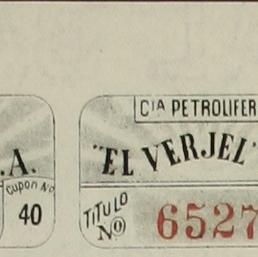 .A.
Cupon No
40
CIA PETROLIFER
"EL VERJEL"
TITULO
No 6527